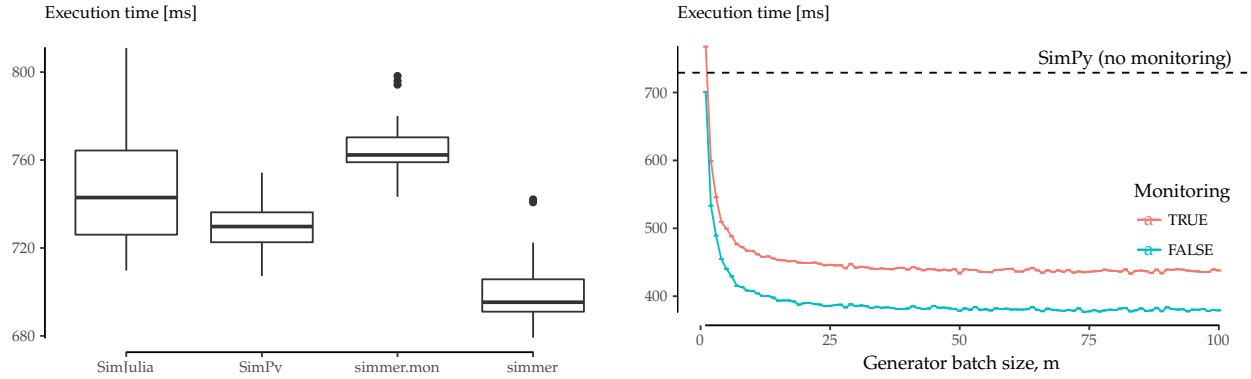 Execution time [ms]
800
760
720
680
SimJulia
SimPy
simmer.mon
simmer
Execution time [ms]
SimPy (no monitoring)
700
600
500
400
Monitoring
a TRUE
a FALSE
0
25
50
75
100
Generator batch size, m